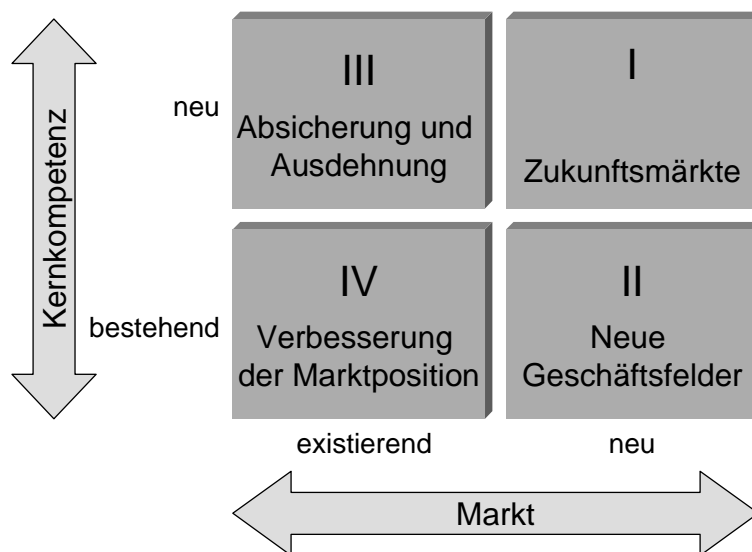 Kernkompetenz
neu
III
Absicherung und
Ausdehnung
I
Zukunftsmärkte
bestehend
IV
Verbesserung
der Marktposition
II
Neue
Geschäftsfelder
existierend
neu
Markt